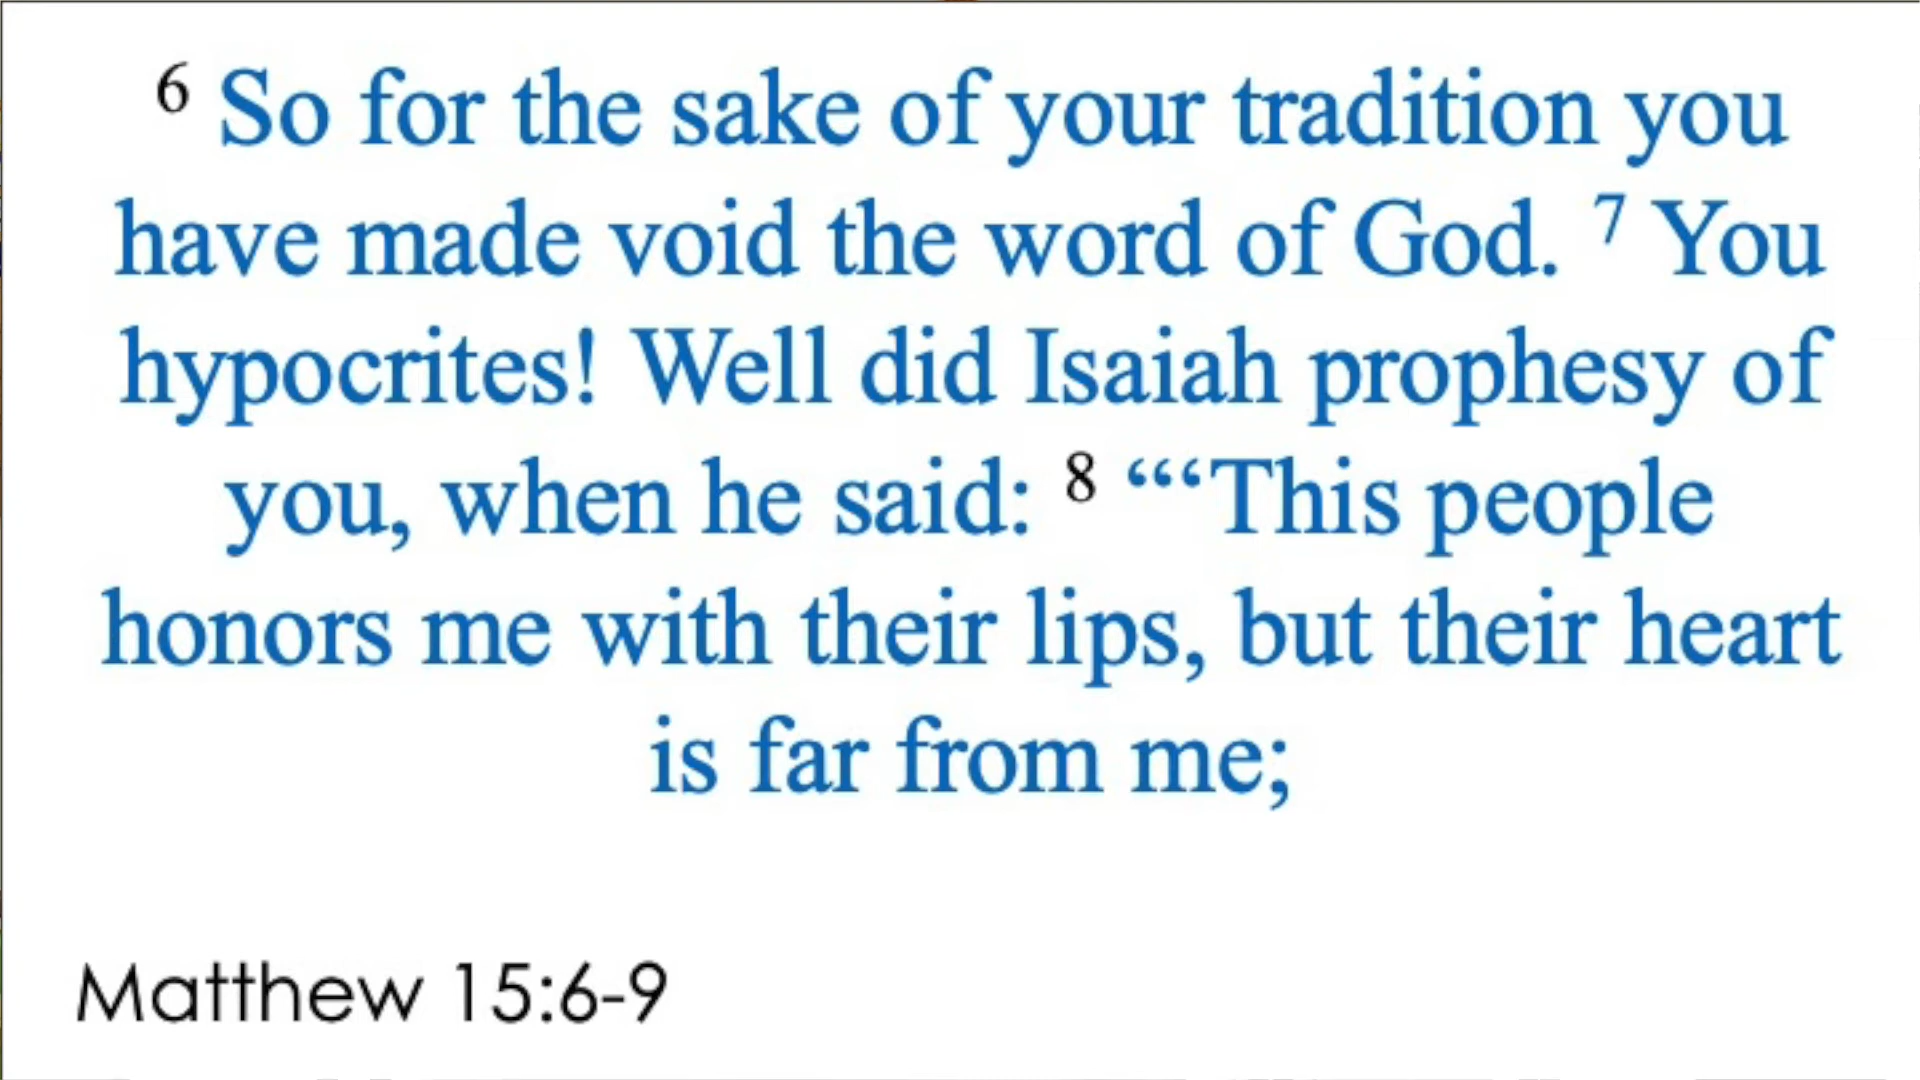 6 So for the sake of your tradition you
have made void the word of God. 7 You
hypocrites! Well did Isaiah prophesy of
you, when he said: 8 “‘“This people
honors me with their lips, but their heart
is far from me;
Matthew 15:6-9